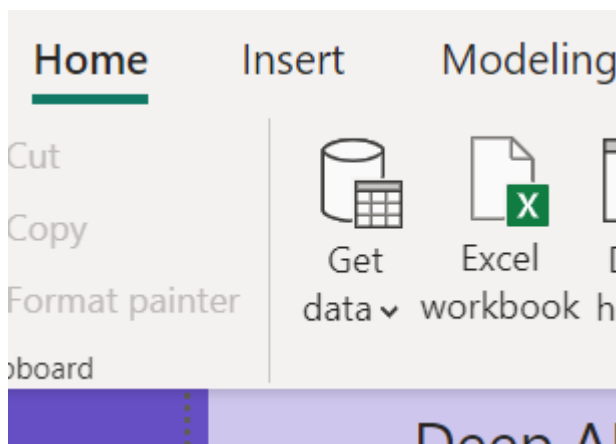 Home Insert Modeling
Cut
Copy
Format painter
Get
data
Excel
workbook